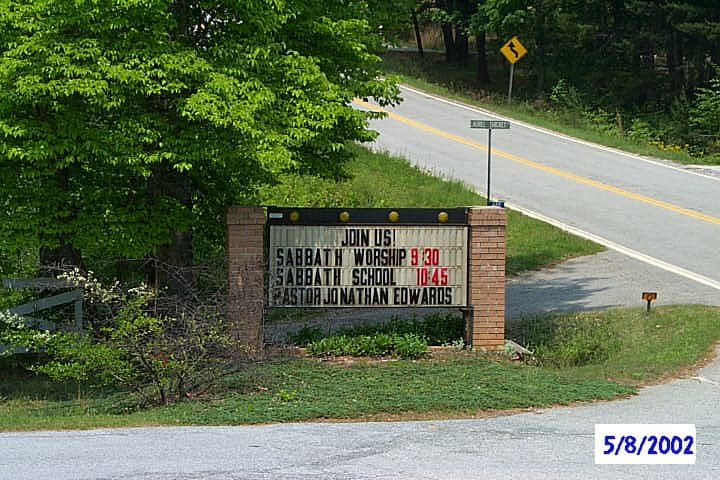 JOIN US!
SABBATH WORSHIP 9 30
SABBATH SCHOOL 10:45
PASTOR JONATHAN EDWARDS
5/8/2002